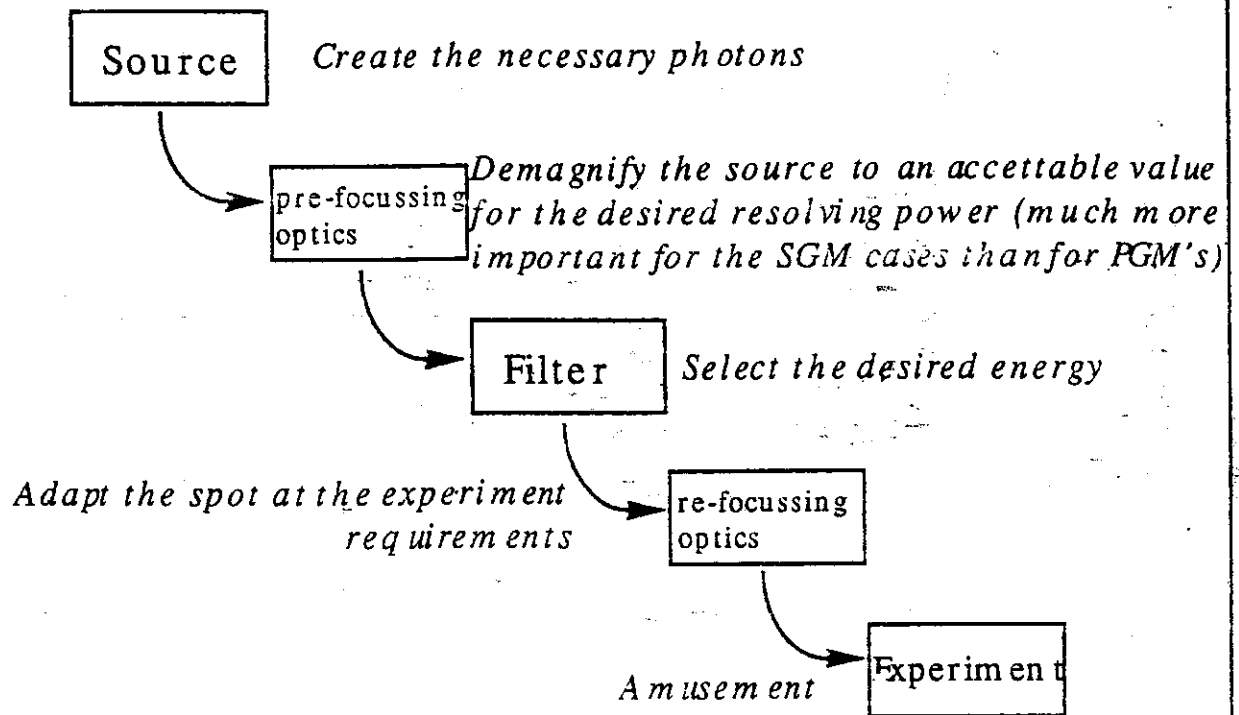 Source
Create the necessary photons
pre-focussing
optics
Demagnify the source to an accettable value
for the desired resolving power (much more
important for the SGM cases than for PGM's)
Filter
Select the desired energy
Adapt the spot at the experiment
requirements
re-focussing
optics
Experiment
Amusement